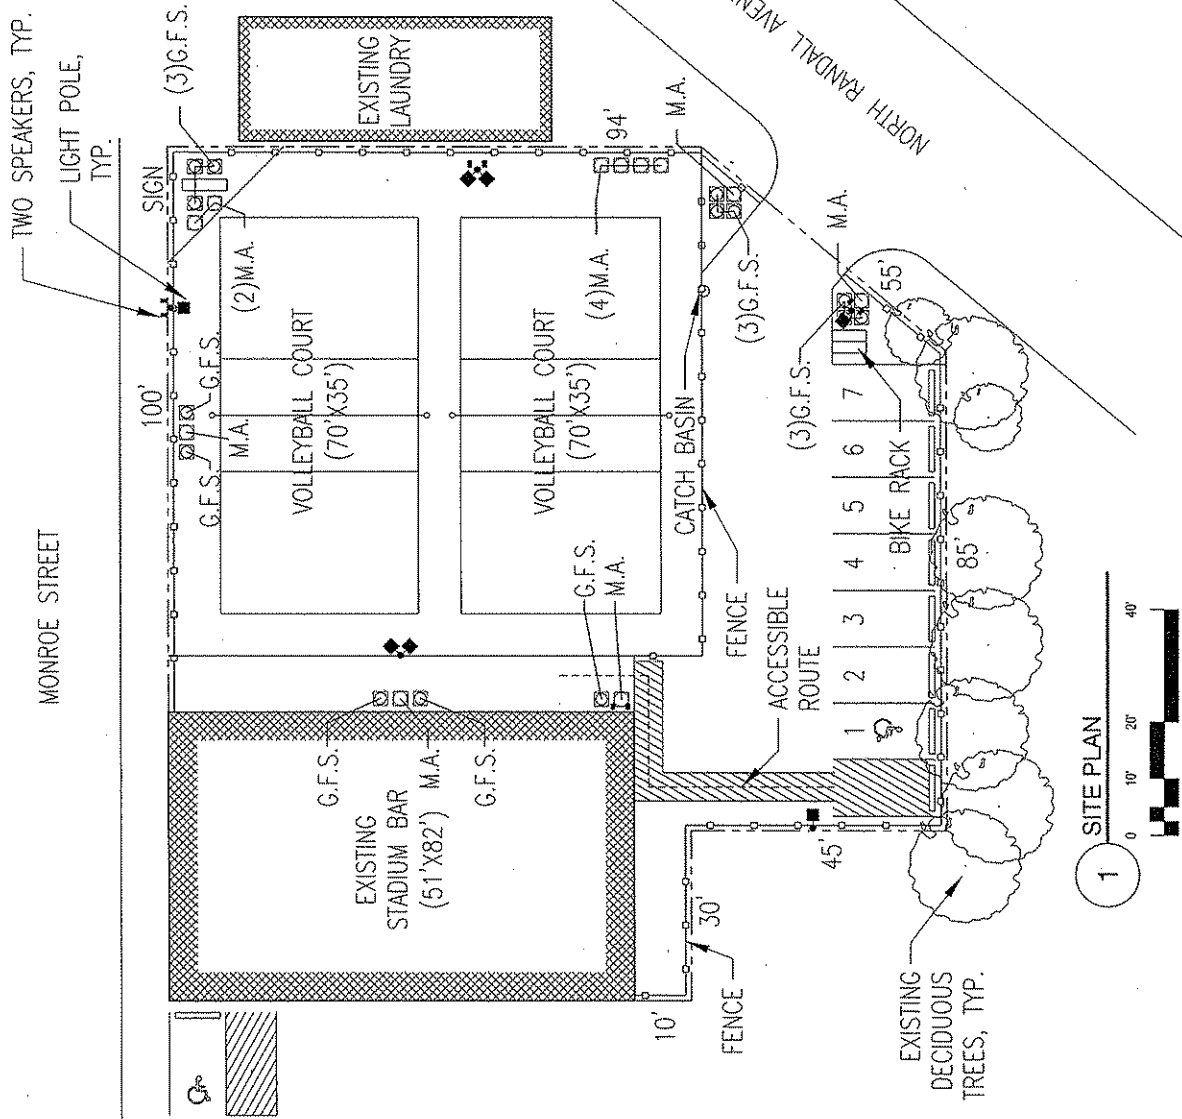 TWO SPEAKERS, TYP.
LIGHT POLE,
TYP.
(3)G.F.S.
MONROE STREET
100'
SIGN
EXISTING
LAUNDRY
94'
M.A.
NORTH RANDALL AVEN
(2)M.A.
G.F.S.
M.A.
G.F.S.
VOLLEYBALL COURT
(70'X35')
VOLLEYBALL COURT
(70'X35')
(4)M.A.
(3)G.F.S.
M.A.
55'
(3)G.F.S.
CATCH BASIN
BIKE RACK
G.F.S.
M.A.
FENCE
ACCESSIBLE
ROUTE
G.F.S.
M.A.
G.F.S.
EXISTING
STADIUM BAR
(51'X82')
1
2
3
4
5
6
7
85'
45'
30'
10'
FENCE
EXISTING
DECIDUOUS
TREES, TYP.
1
SITE PLAN
0
10'
20'
40'